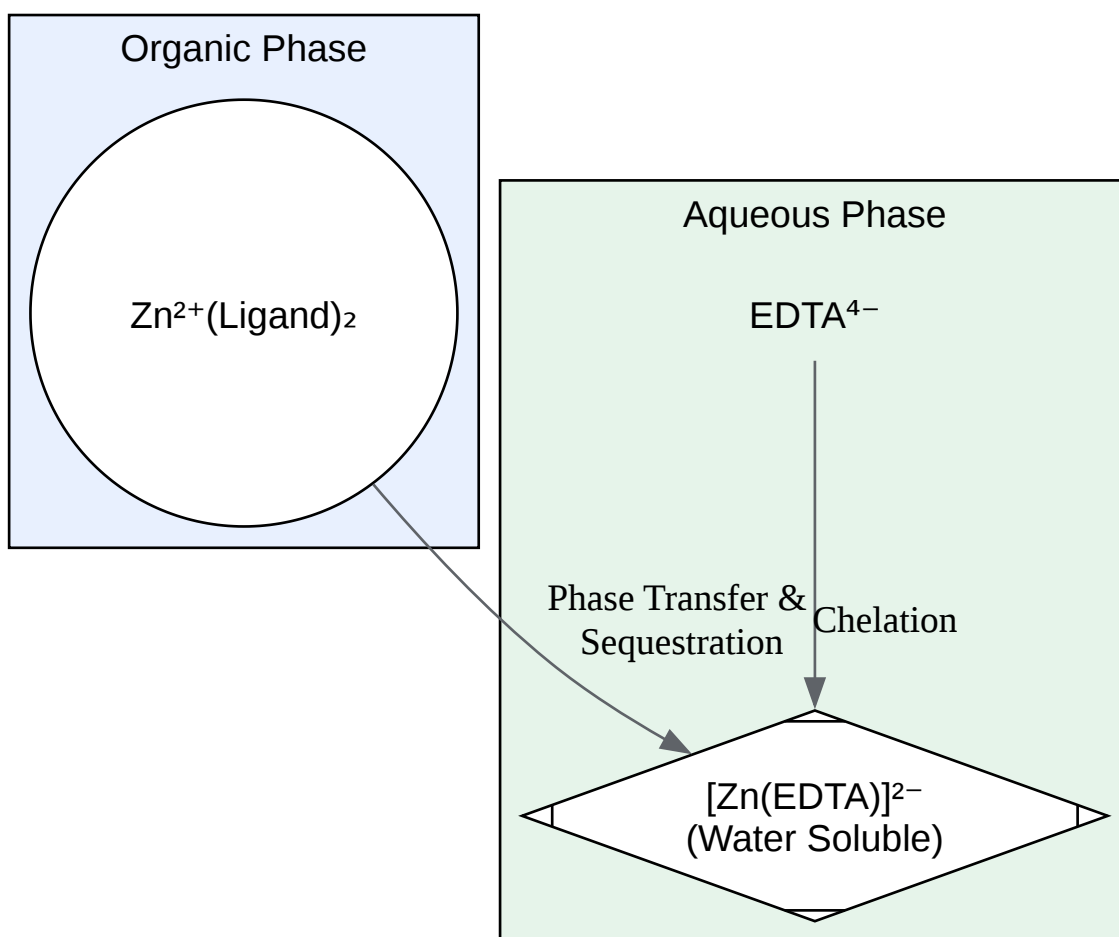 Organic Phase
Zn²⁺(Ligand)₂
Aqueous Phase
EDTA⁴⁻
Phase Transfer &
Sequestration
Chelation
[Zn(EDTA)]²⁻
(Water Soluble)